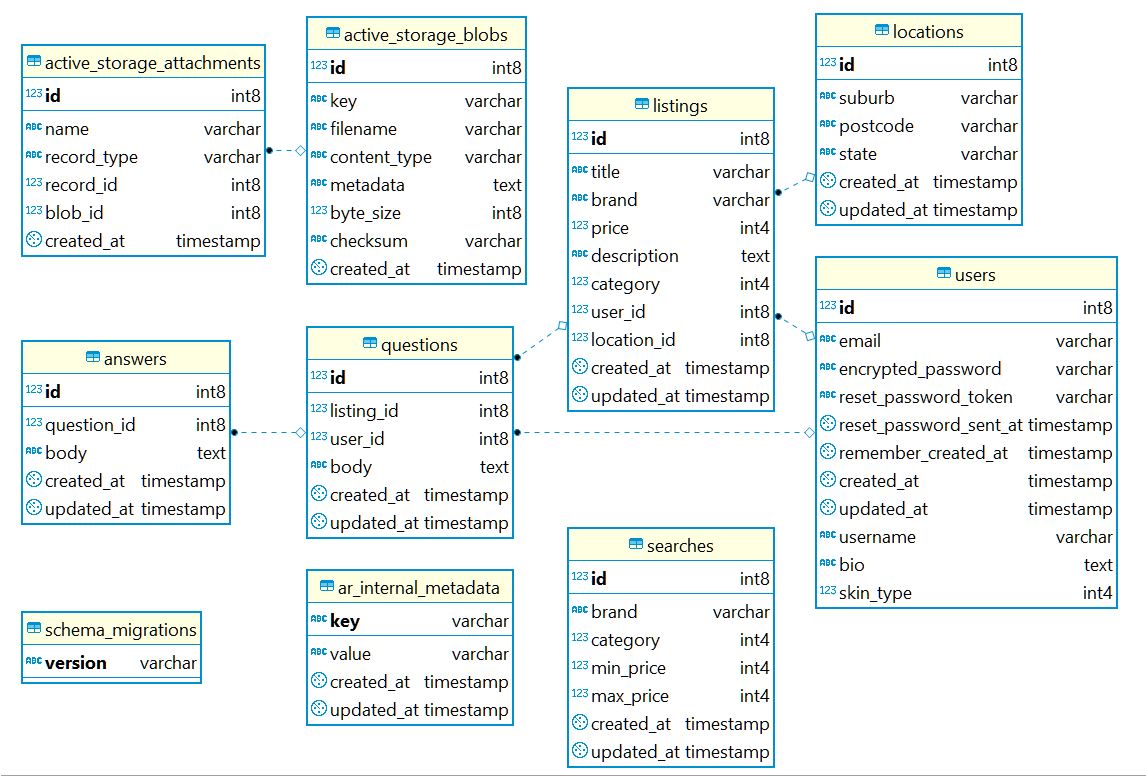 active_storage_attachments
123 id int8
ABC name varchar
ABC record_type varchar
123 record_id int8
123 blob_id int8
created_at timestamp
active_storage_blobs
123 id int8
ABC key varchar
ABC filename varchar
ABC content_type varchar
ABC metadata text
123 byte_size int8
ABC checksum varchar
created_at timestamp
listings
123 id int8
ABC title varchar
ABC brand varchar
123 price int4
ABC description text
123 category int4
123 user_id int8
123 location_id int8
created_at timestamp
updated_at timestamp
locations
123 id int8
ABC suburb varchar
ABC postcode varchar
ABC state varchar
created_at timestamp
updated_at timestamp
answers
123 id int8
123 question_id int8
ABC body text
created_at timestamp
updated_at timestamp
questions
123 id int8
123 listing_id int8
123 user_id int8
ABC body text
created_at timestamp
updated_at timestamp
users
123 id int8
ABC email varchar
ABC encrypted_password varchar
ABC reset_password_token varchar
reset_password_sent_at timestamp
remember_created_at timestamp
created_at timestamp
updated_at timestamp
ABC username varchar
ABC bio text
123 skin_type int4
schema_migrations
ABC version varchar
ar_internal_metadata
ABC key varchar
ABC value varchar
created_at timestamp
updated_at timestamp
searches
123 id int8
ABC brand varchar
123 category int4
123 min_price int4
123 max_price int4
created_at timestamp
updated_at timestamp